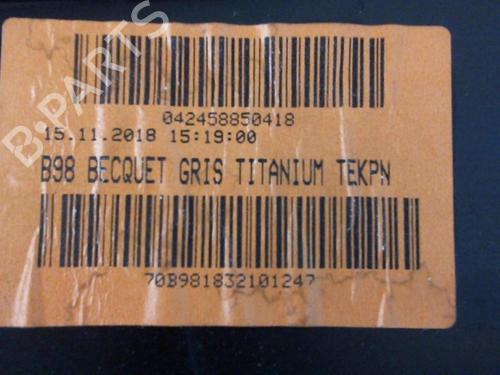 B-PARTS
042458850418
15.11.2018 15:19:00
B98 BECQUET GRIS TITANIUM TEKPN
70B981832101247